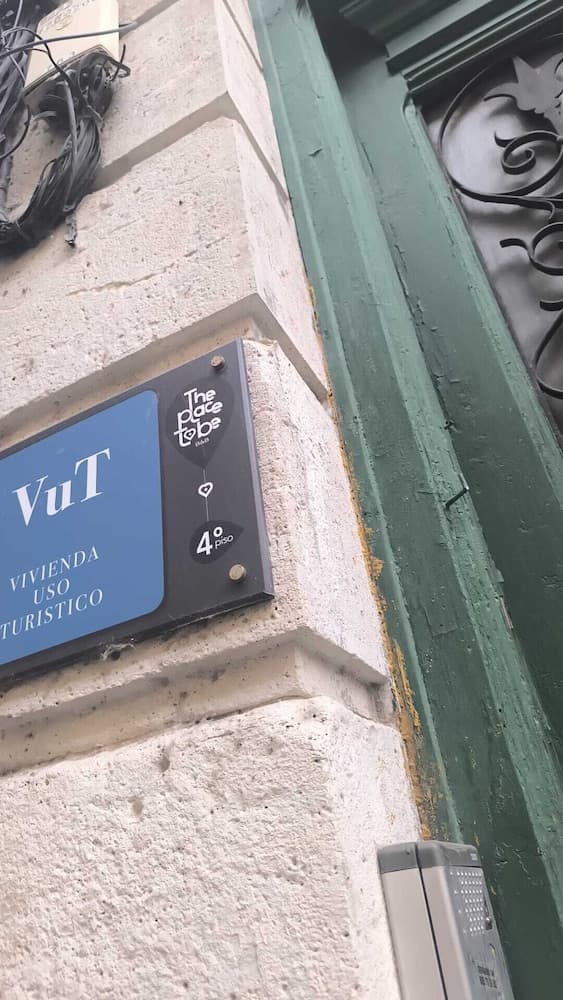 VuT
VIVIENDA
USO
TURISTICO
The
place
to be
B&B
4º piso